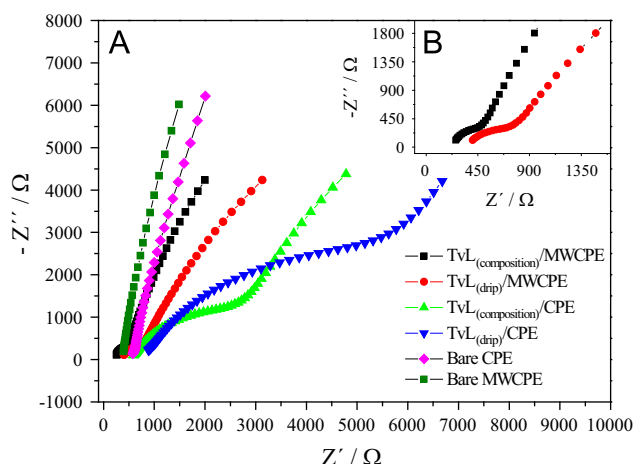 A
B
7000
6000
5000
4000
3000
2000
1000
0
-1000
- Z´´ / Ω
0 1000 2000 3000 4000 5000 6000 7000 8000 9000 10000
Z´ / Ω
1800
1350
900
450
0
-Z´´ / Ω
0 450 900 1350
Z´ / Ω
TvL(composition)/MWCPE
TvL(drip)/MWCPE
TvL(composition)/CPE
TvL(drip)/CPE
Bare CPE
Bare MWCPE